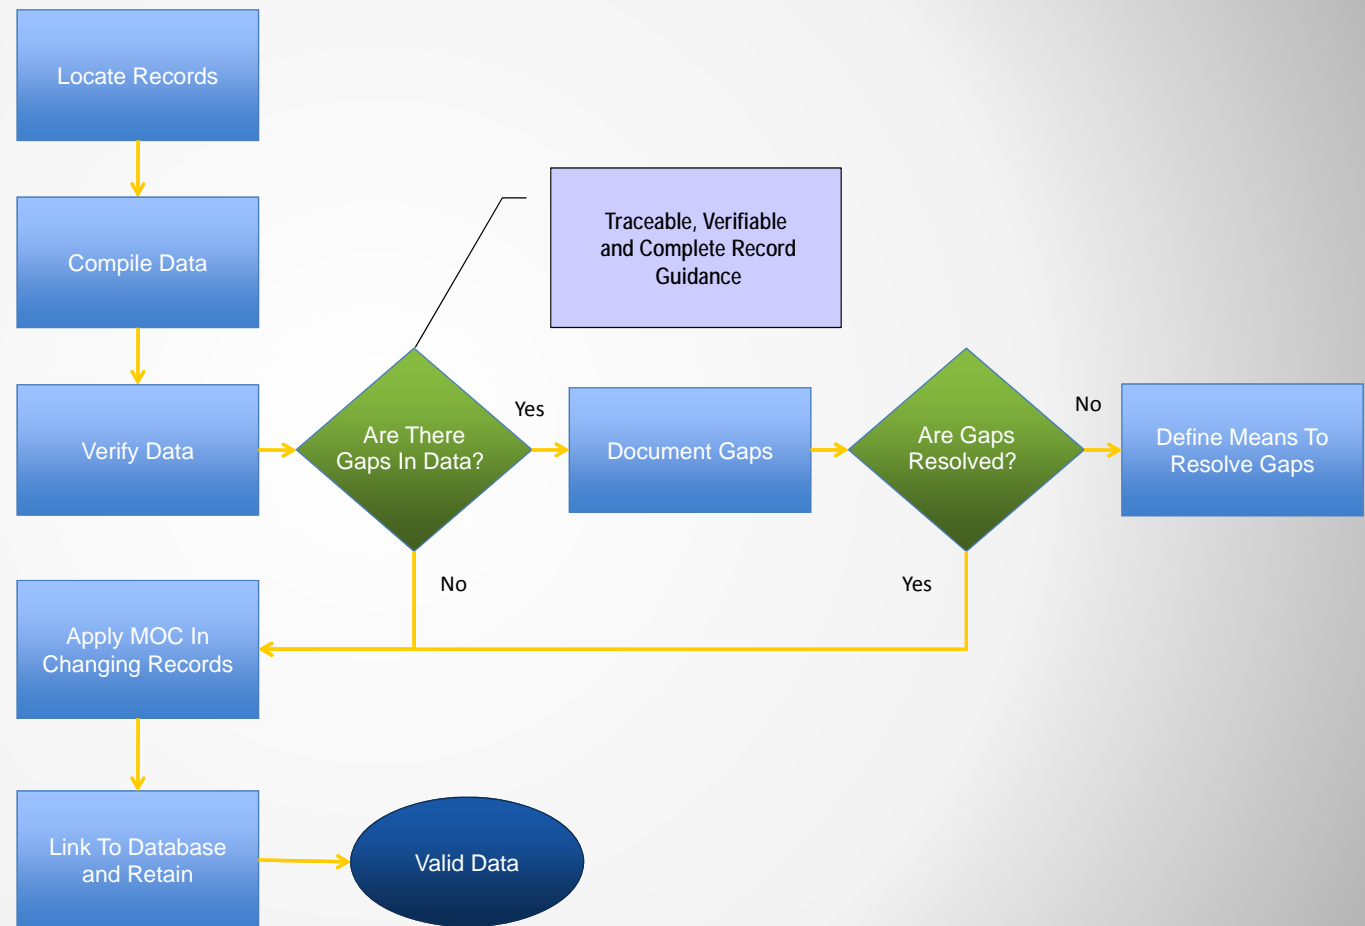 Locate Records
Compile Data
Traceable, Verifiable
and Complete Record
Guidance
Verify Data
Are There
Gaps In Data?
Yes
Document Gaps
Are Gaps
Resolved?
No
Define Means To
Resolve Gaps
No
Yes
Apply MOC In
Changing Records
Link To Database
and Retain
Valid Data